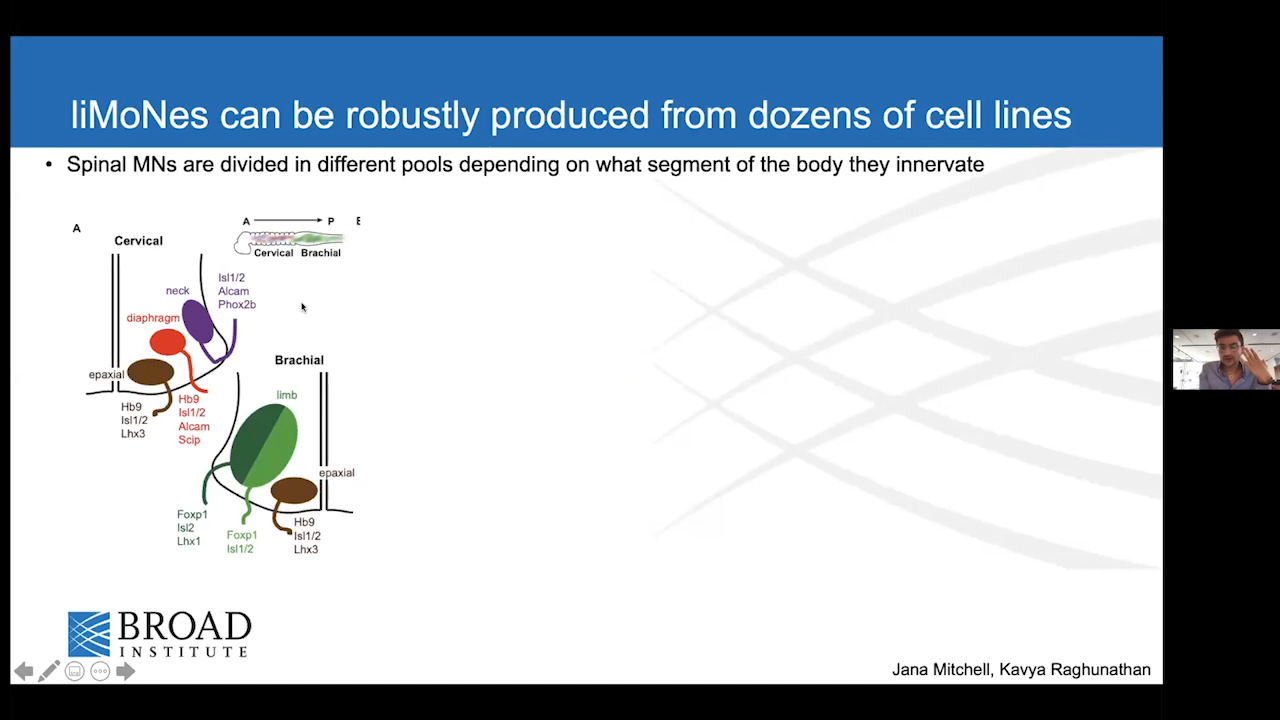 liMoNes can be robustly produced from dozens of cell lines
• Spinal MNs are divided in different pools depending on what segment of the body they innervate
A
Cervical
A P
Cervical Brachial
neck
Isl1/2
Alcam
Phox2b
diaphragm
epaxial
Hb9
Isl1/2
Lhx3
Hb9
Isl1/2
Alcam
Scip
Brachial
limb
epaxial
Foxp1
Isl2
Lhx1
Foxp1
Isl1/2
Hb9
Isl1/2
Lhx3
BROAD
INSTITUTE
Jana Mitchell, Kavya Raghunathan